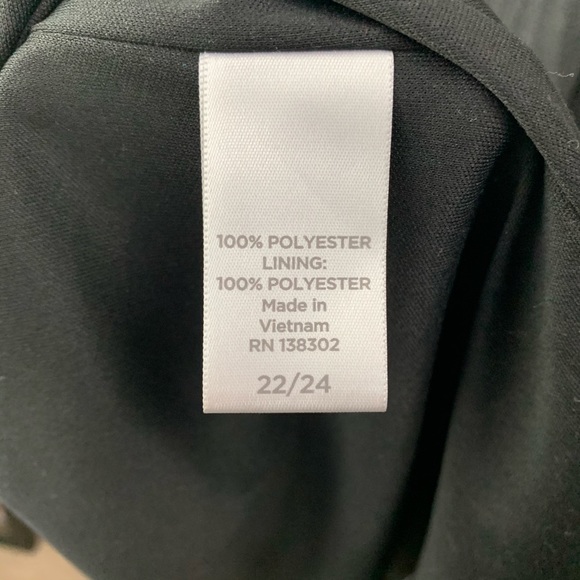 100% POLYESTER
LINING:
100% POLYESTER
Made in
Vietnam
RN 138302
22/24